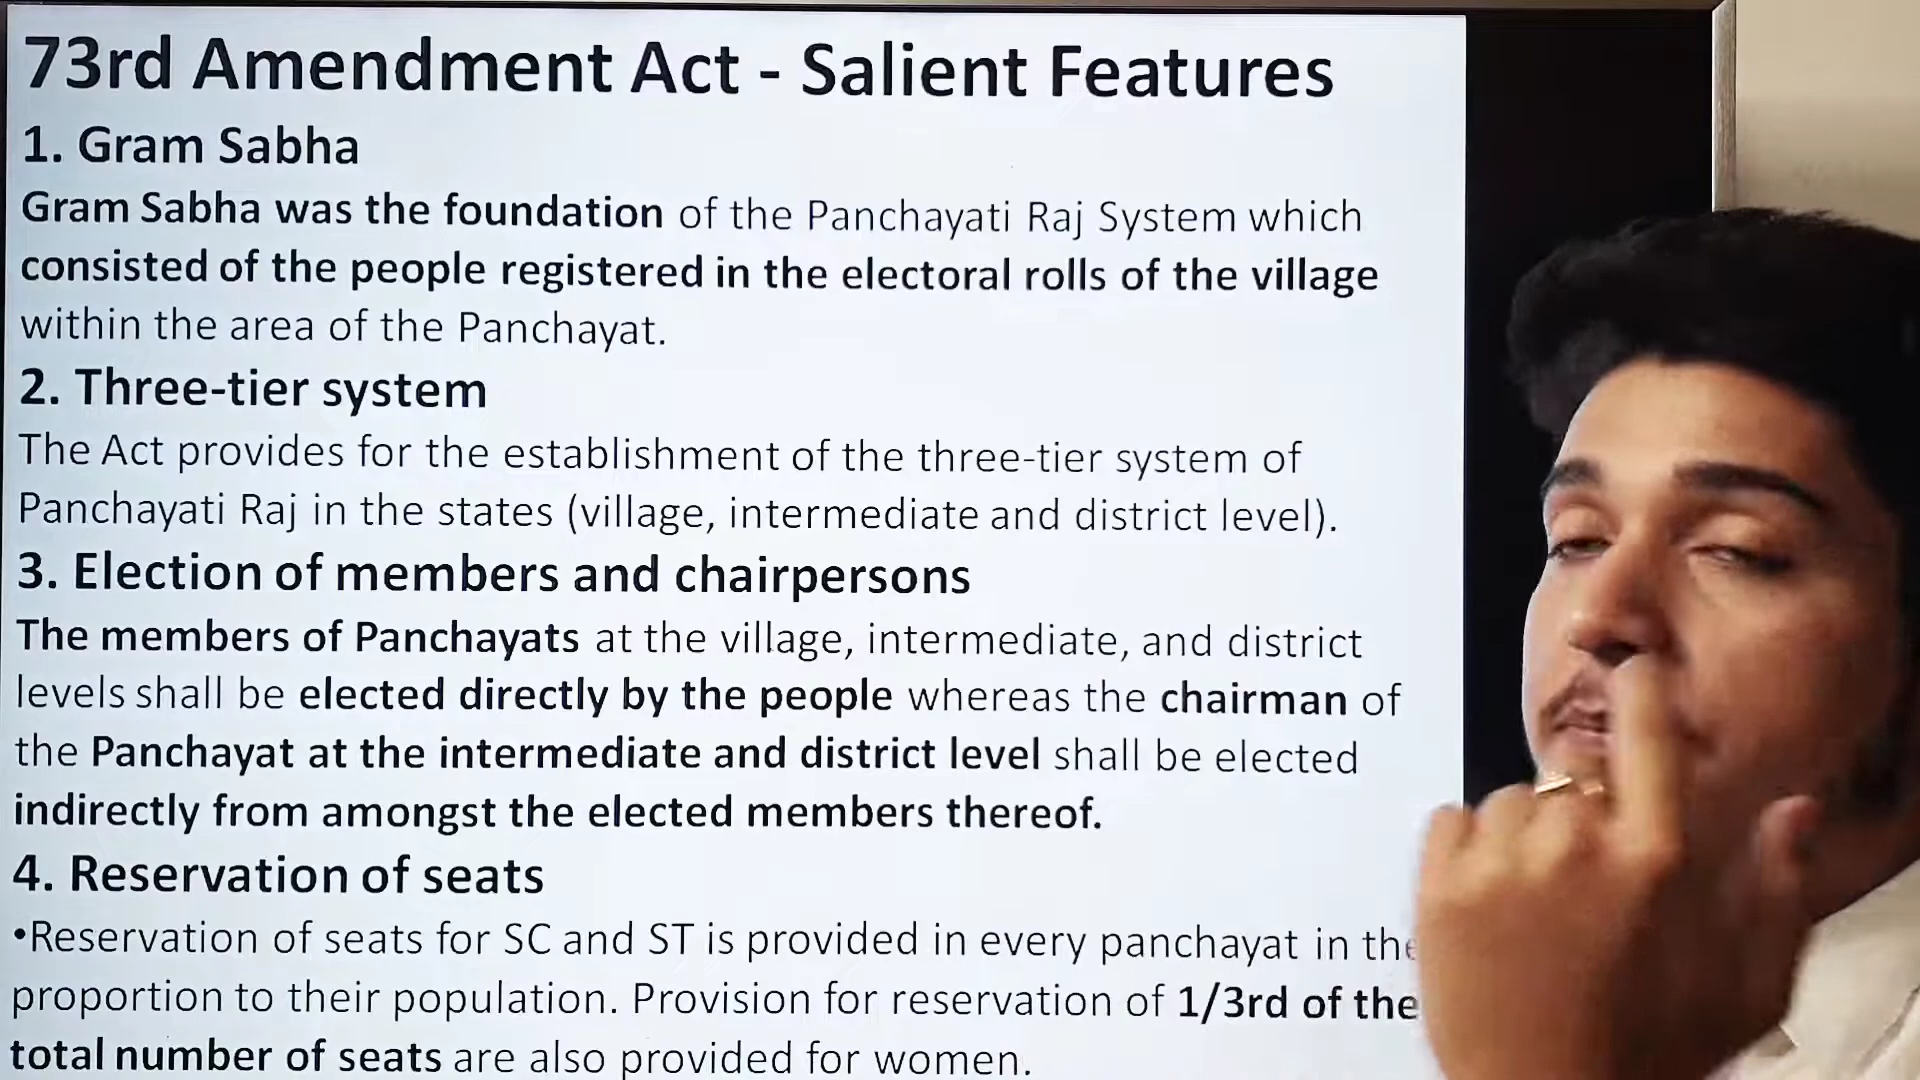 73rd Amendment Act - Salient Features
1. Gram Sabha
Gram Sabha was the foundation of the Panchayati Raj System which
consisted of the people registered in the electoral rolls of the village
within the area of the Panchayat.
2. Three-tier system
The Act provides for the establishment of the three-tier system of
Panchayati Raj in the states (village, intermediate and district level).
3. Election of members and chairpersons
The members of Panchayats at the village, intermediate, and district
levels shall be elected directly by the people whereas the chairman of
the Panchayat at the intermediate and district level shall be elected
indirectly from amongst the elected members thereof.
4. Reservation of seats
•Reservation of seats for SC and ST is provided in every panchayat in the
proportion to their population. Provision for reservation of 1/3rd of the
total number of seats are also provided for women.